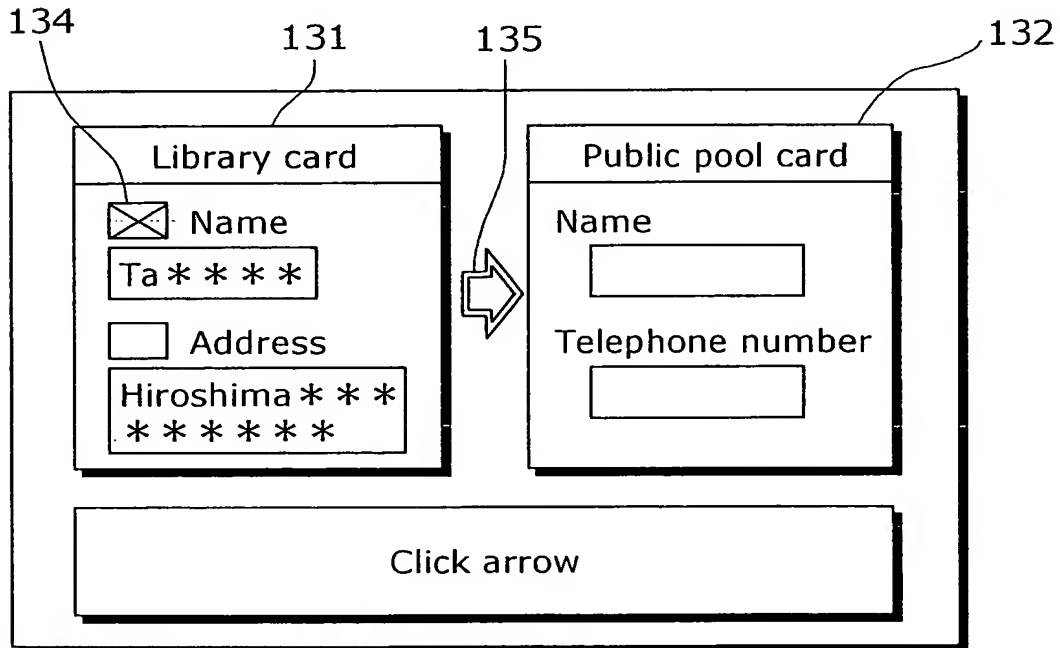 134
131
135
132
Library card
Name
Ta * * * *
Address
Hiroshima * * *
* * * * * *
Public pool card
Name
Telephone number
Click arrow